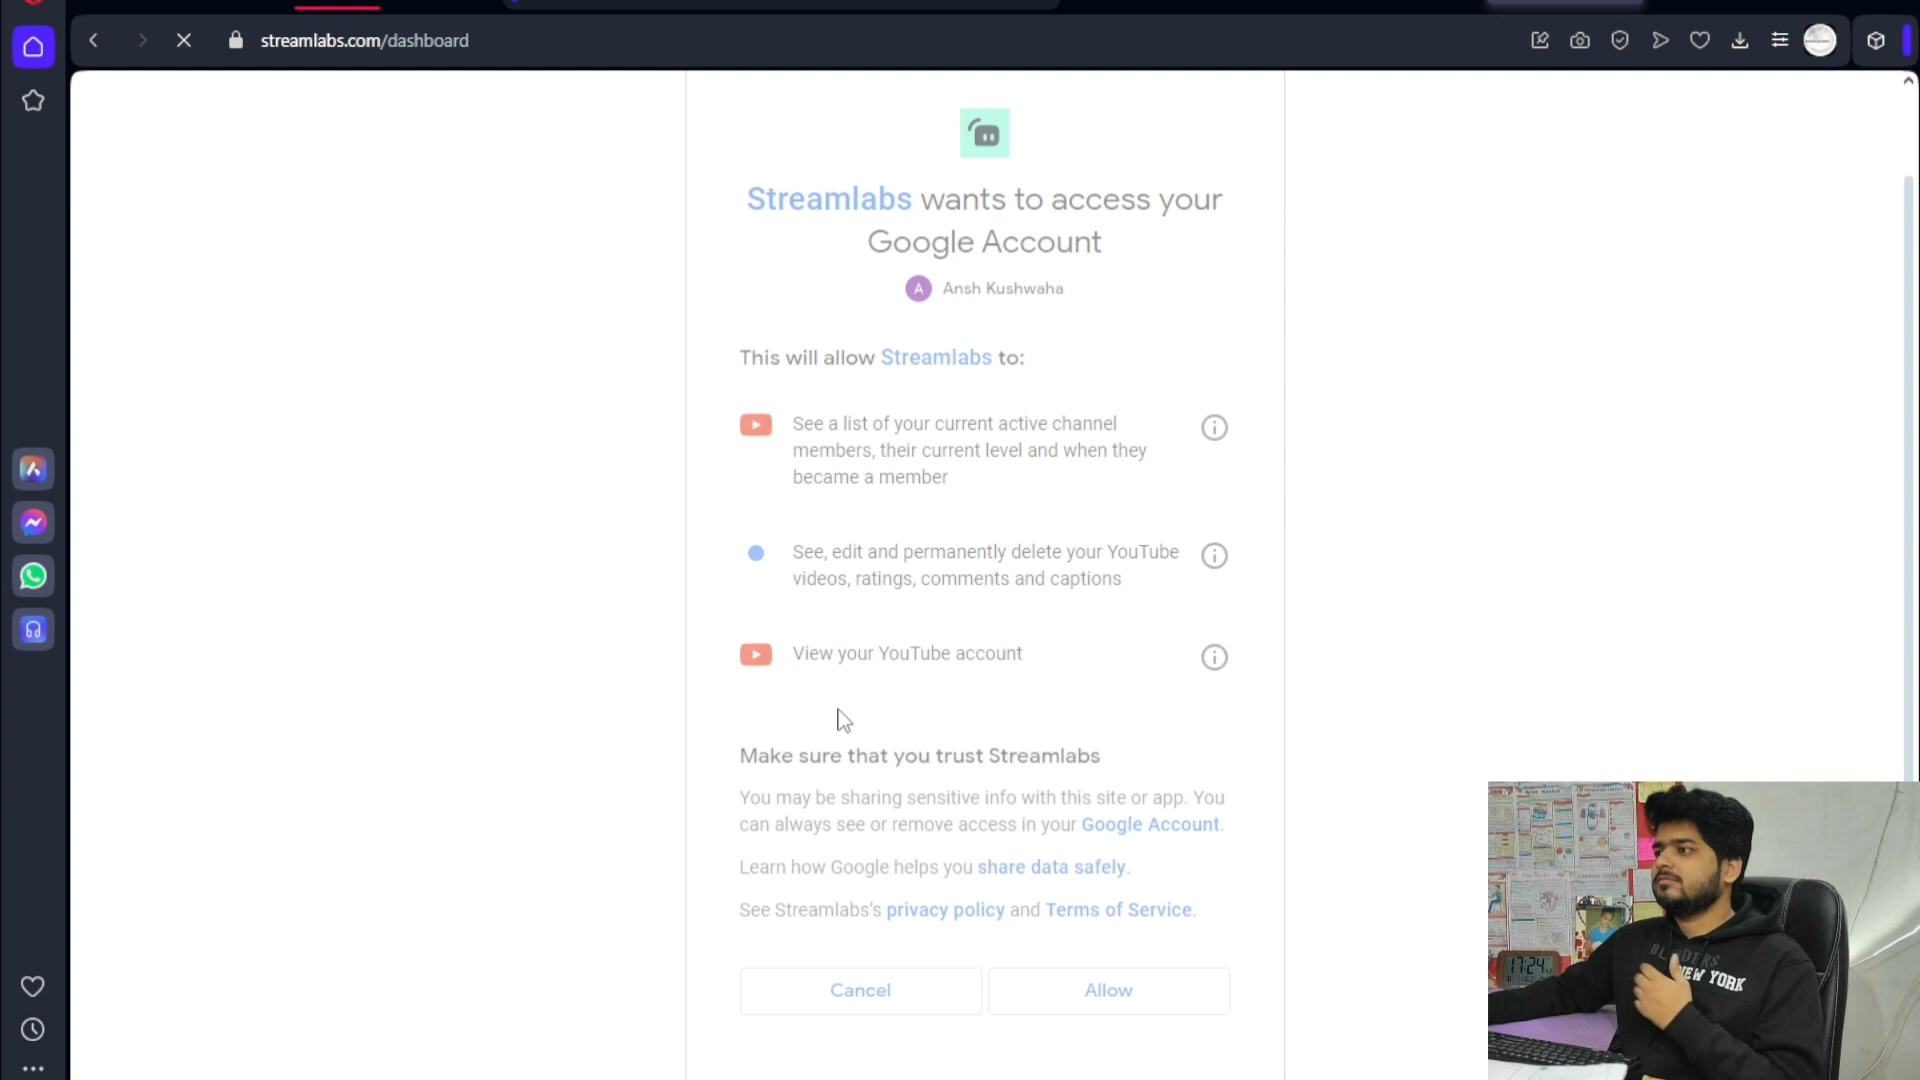 streamlabs.com/dashboard
Streamlabs wants to access your
Google Account
A Ansh Kushwaha
This will allow Streamlabs to:
See a list of your current active channel
members, their current level and when they
became a member
See, edit and permanently delete your YouTube
videos, ratings, comments and captions
View your YouTube account
Make sure that you trust Streamlabs
You may be sharing sensitive info with this site or app. You
can always see or remove access in your Google Account.
Learn how Google helps you share data safely.
See Streamlabs's privacy policy and Terms of Service.
Cancel
Allow
17:24
NEW YORK